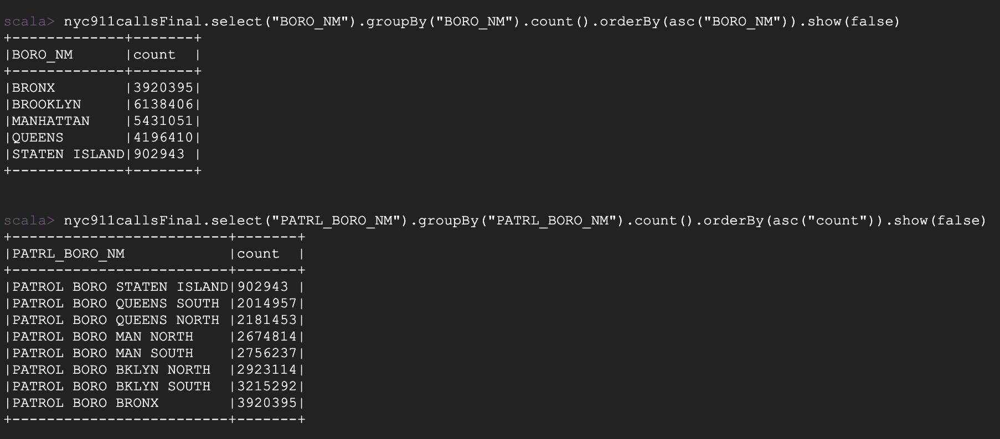 scala> nyc911callsFinal.select("BORO_NM").groupBy("BORO_NM").count().orderBy(asc("BORO_NM")).show(false)
+-------------+-------+
|BORO_NM      |count  |
+-------------+-------+
|BRONX        |3920395|
|BROOKLYN     |6138406|
|MANHATTAN    |5431051|
|QUEENS       |4196410|
|STATEN ISLAND|902943 |
+-------------+-------+
scala> nyc911callsFinal.select("PATRL_BORO_NM").groupBy("PATRL_BORO_NM").count().orderBy(asc("count")).show(false)
+-------------------------+-------+
|PATRL_BORO_NM            |count  |
+-------------------------+-------+
|PATROL BORO STATEN ISLAND|902943 |
|PATROL BORO QUEENS SOUTH |2014957|
|PATROL BORO QUEENS NORTH |2181453|
|PATROL BORO MAN NORTH    |2674814|
|PATROL BORO MAN SOUTH    |2756237|
|PATROL BORO BKLYN NORTH  |2923114|
|PATROL BORO BKLYN SOUTH  |3215292|
|PATROL BORO BRONX        |3920395|
+-------------------------+-------+